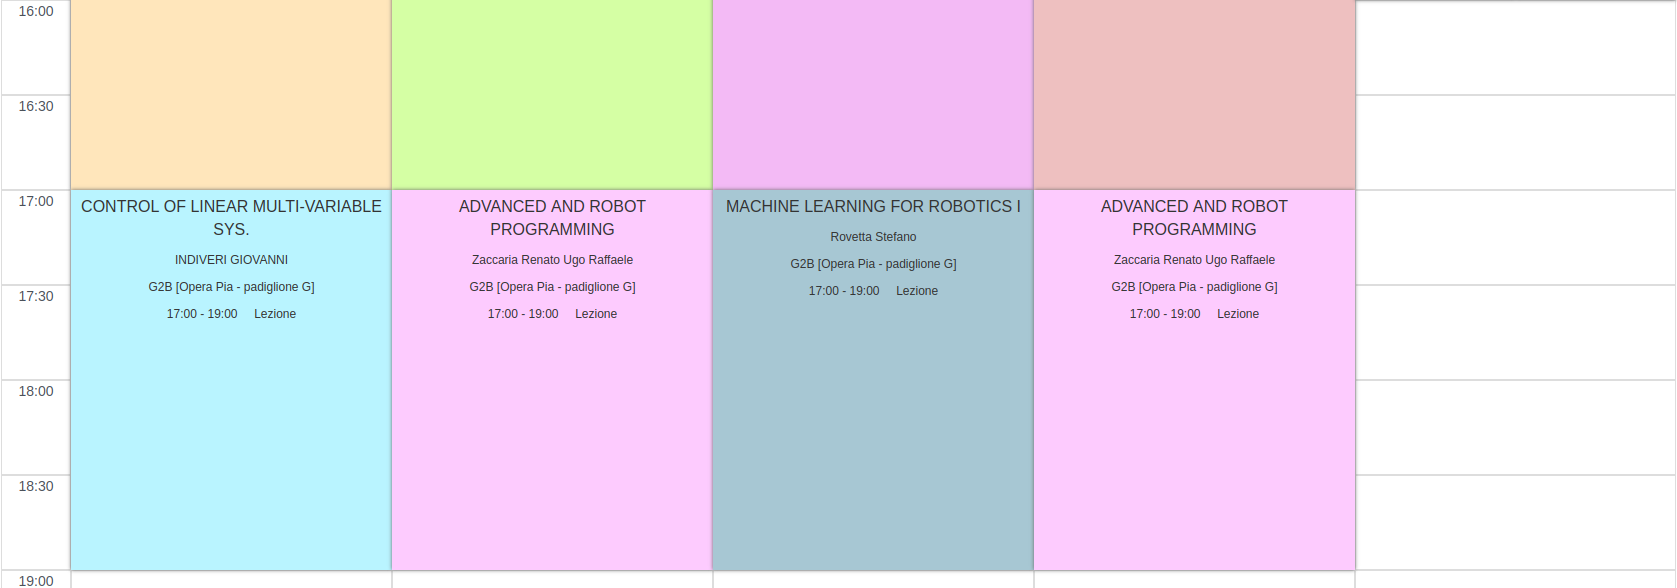 16:00
16:30
17:00
17:30
18:00
18:30
19:00
CONTROL OF LINEAR MULTI-VARIABLE
SYS.
INDIVERI GIOVANNI
G2B [Opera Pia - padiglione G]
17:00 - 19:00 Lezione
ADVANCED AND ROBOT
PROGRAMMING
Zaccaria Renato Ugo Raffaele
G2B [Opera Pia - padiglione G]
17:00 - 19:00 Lezione
MACHINE LEARNING FOR ROBOTICS I
Rovetta Stefano
G2B [Opera Pia - padiglione G]
17:00 - 19:00 Lezione
ADVANCED AND ROBOT
PROGRAMMING
Zaccaria Renato Ugo Raffaele
G2B [Opera Pia - padiglione G]
17:00 - 19:00 Lezione